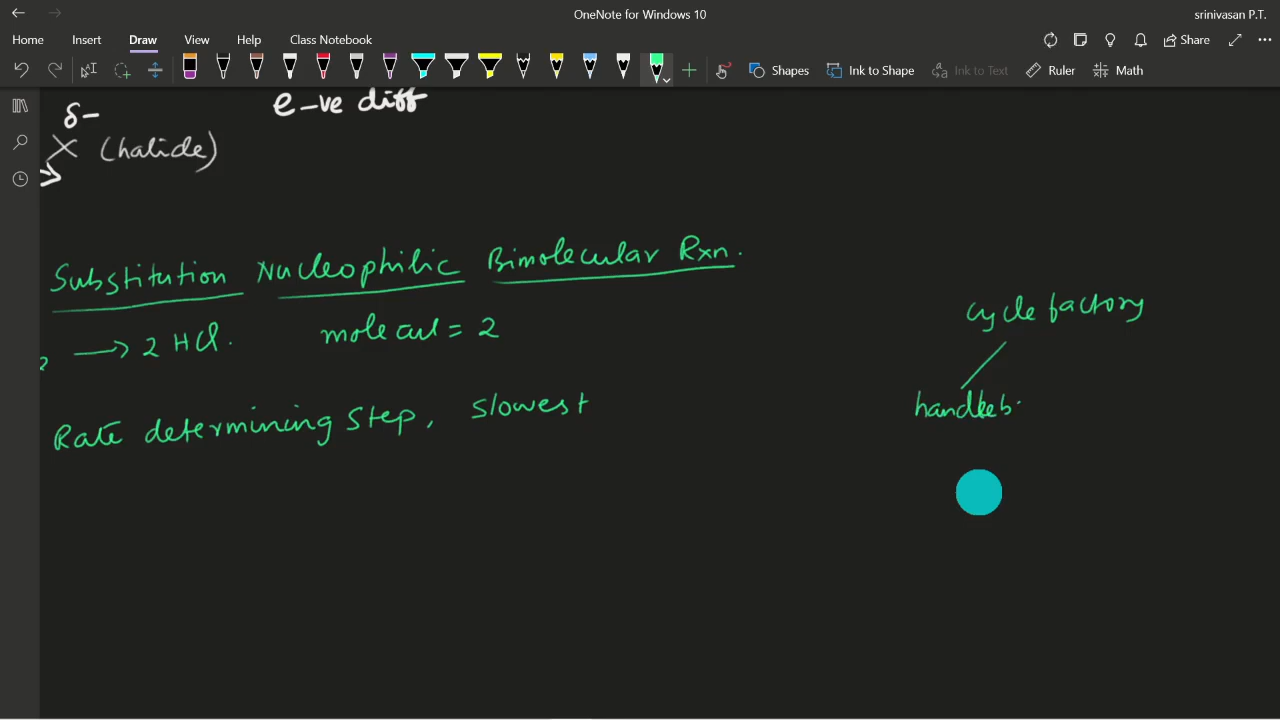 OneNote for Windows 10
srinivasan P.T.
Home Insert Draw View Help Class Notebook
Share
Shapes Ink to Shape Ink to Text Ruler Math
δ- e -ve diff
X (halide)
Substitution Nucleophilic Bimolecular Rxn.
2 → 2 HCl. molecul = 2
cycle factory
Rate determining Step, slowest